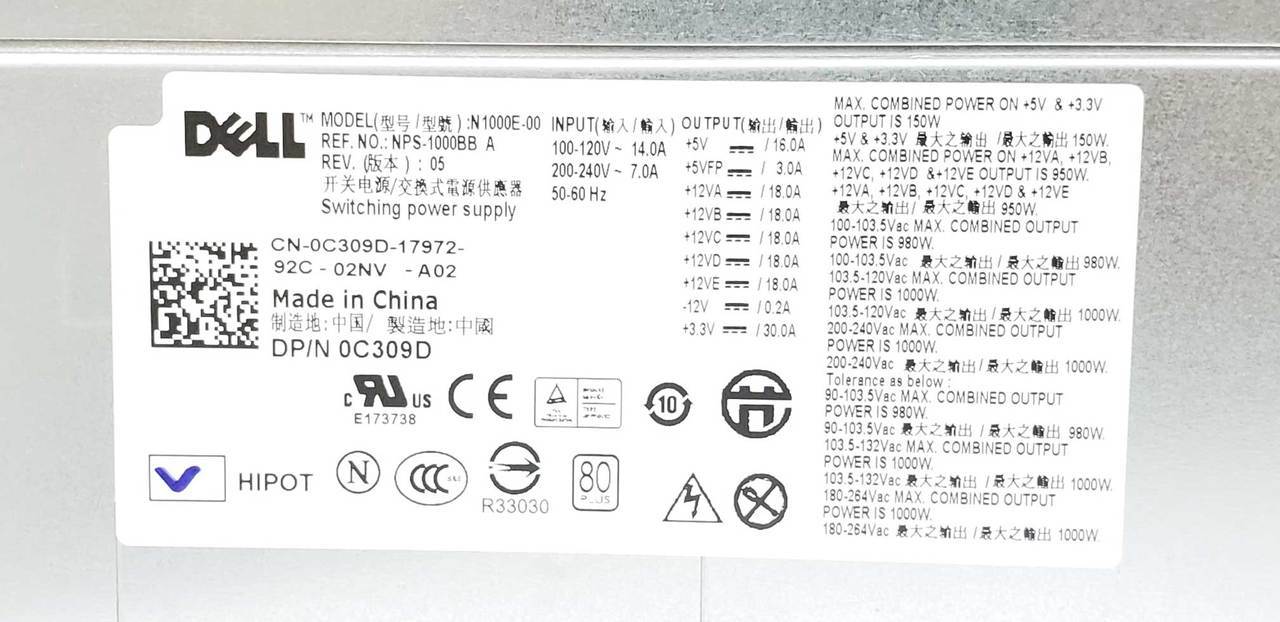 DELL™
MODEL(型号/型號):N1000E-00
REF. NO.: NPS-1000BB A
REV. (版本): 05
开关电源/交換式電源供應器
Switching power supply
INPUT(输入/輸入)
100-120V ~ 14.0A
200-240V ~ 7.0A
50-60 Hz
OUTPUT(输出/輸出)
+5V /16.0A
+5VFP / 3.0A
+12VA /18.0A
+12VB /18.0A
+12VC /18.0A
+12VD /18.0A
+12VE /18.0A
-12V /0.2A
+3.3V /30.0A
CN-0C309D-17972-
92C-02NV -A02
Made in China
制造地:中国/ 製造地:中國
DP/N 0C309D
c RU US
E173738
CE
10
HIPOT
N
CCC S&E
R33030
80
PLUS
MAX. COMBINED POWER ON +5V & +3.3V
OUTPUT IS 150W
+5V & +3.3V 最大之输出 /最大之輸出 150W.
MAX. COMBINED POWER ON +12VA, +12VB,
+12VC, +12VD &+12VE OUTPUT IS 950W.
+12VA, +12VB, +12VC, +12VD & +12VE
最大之输出/ 最大之輸出 950W.
100-103.5Vac MAX. COMBINED OUTPUT
POWER IS 980W.
100-103.5Vac 最大之输出/最大之輸出 980W.
103.5-120Vac MAX. COMBINED OUTPUT
POWER IS 1000W.
103.5-120Vac 最大之输出/最大之輸出 1000W.
200-240Vac MAX. COMBINED OUTPUT
POWER IS 1000W.
200-240Vac 最大之输出/最大之輸出 1000W.
Tolerance as below :
90-103.5Vac MAX. COMBINED OUTPUT
POWER IS 980W.
90-103.5Vac 最大之输出 /最大之輸出 980W.
103.5-132Vac MAX. COMBINED OUTPUT
POWER IS 1000W.
103.5-132Vac 最大之输出/最大之輸出 1000W.
180-264Vac MAX. COMBINED OUTPUT
POWER IS 1000W.
180-264Vac 最大之输出/最大之輸出 1000W.